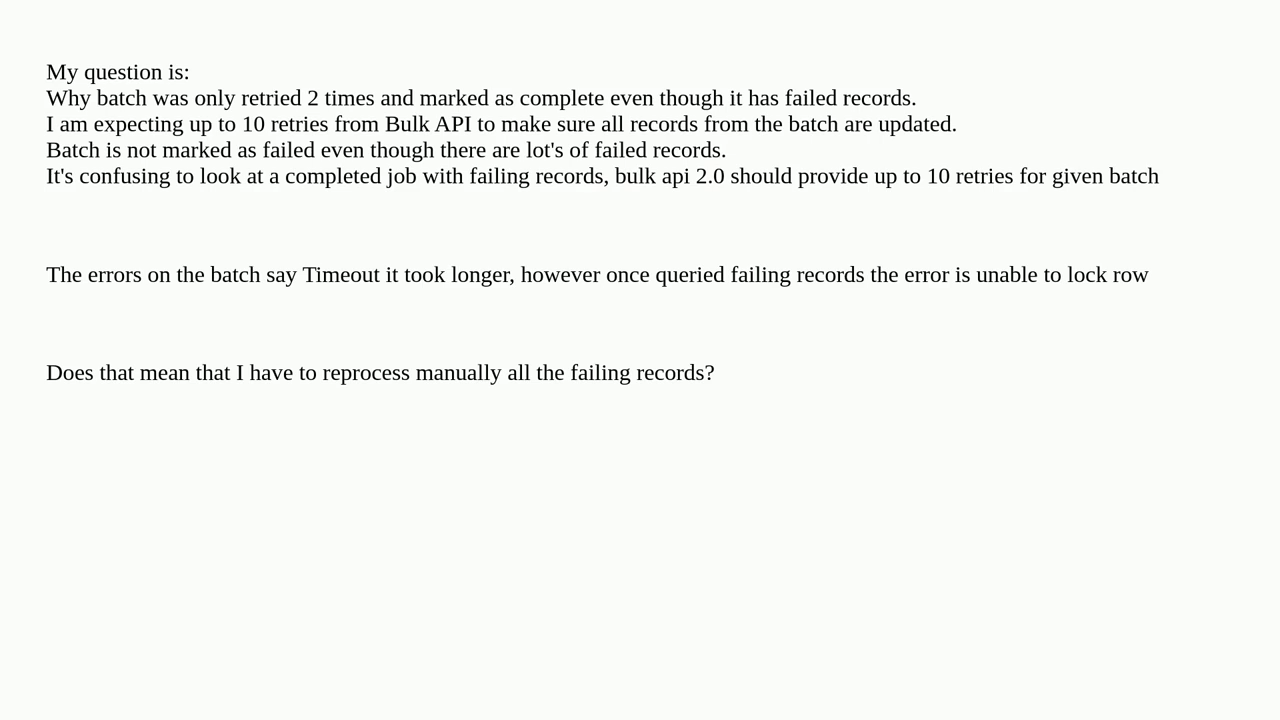 My question is:
Why batch was only retried 2 times and marked as complete even though it has failed records.
I am expecting up to 10 retries from Bulk API to make sure all records from the batch are updated.
Batch is not marked as failed even though there are lot's of failed records.
It's confusing to look at a completed job with failing records, bulk api 2.0 should provide up to 10 retries for given batch
The errors on the batch say Timeout it took longer, however once queried failing records the error is unable to lock row
Does that mean that I have to reprocess manually all the failing records?